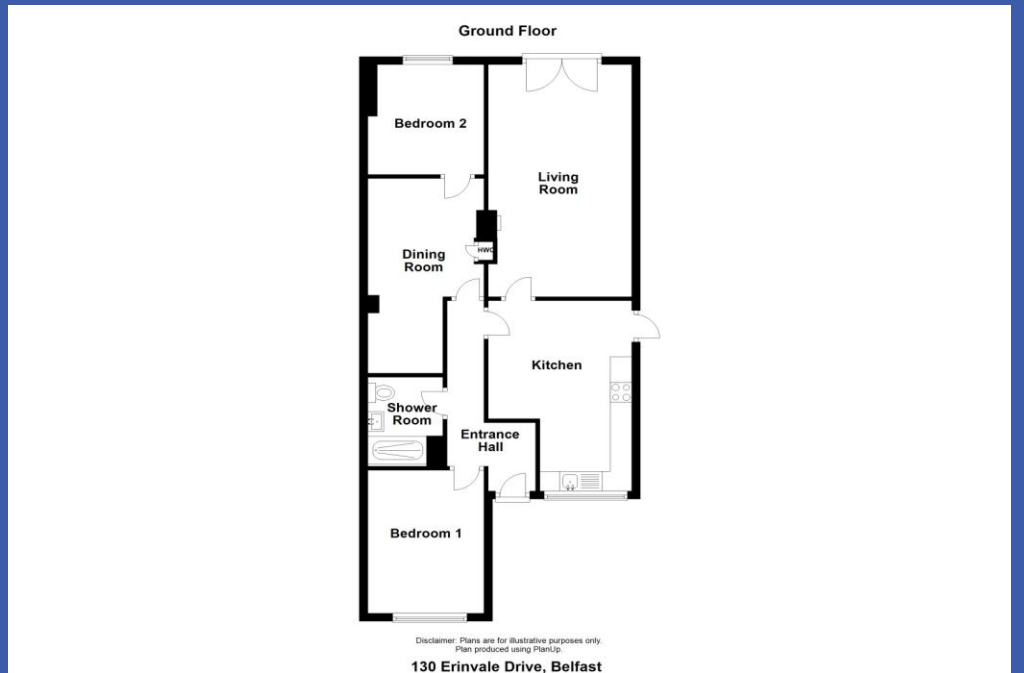 Ground Floor
Bedroom 2
Living
Room
Dining
Room
HWC
Kitchen
Shower
Room
Entrance
Hall
Bedroom 1
Disclaimer: Plans are for illustrative purposes only.
Plan produced using PlanUp.
130 Erinvale Drive, Belfast